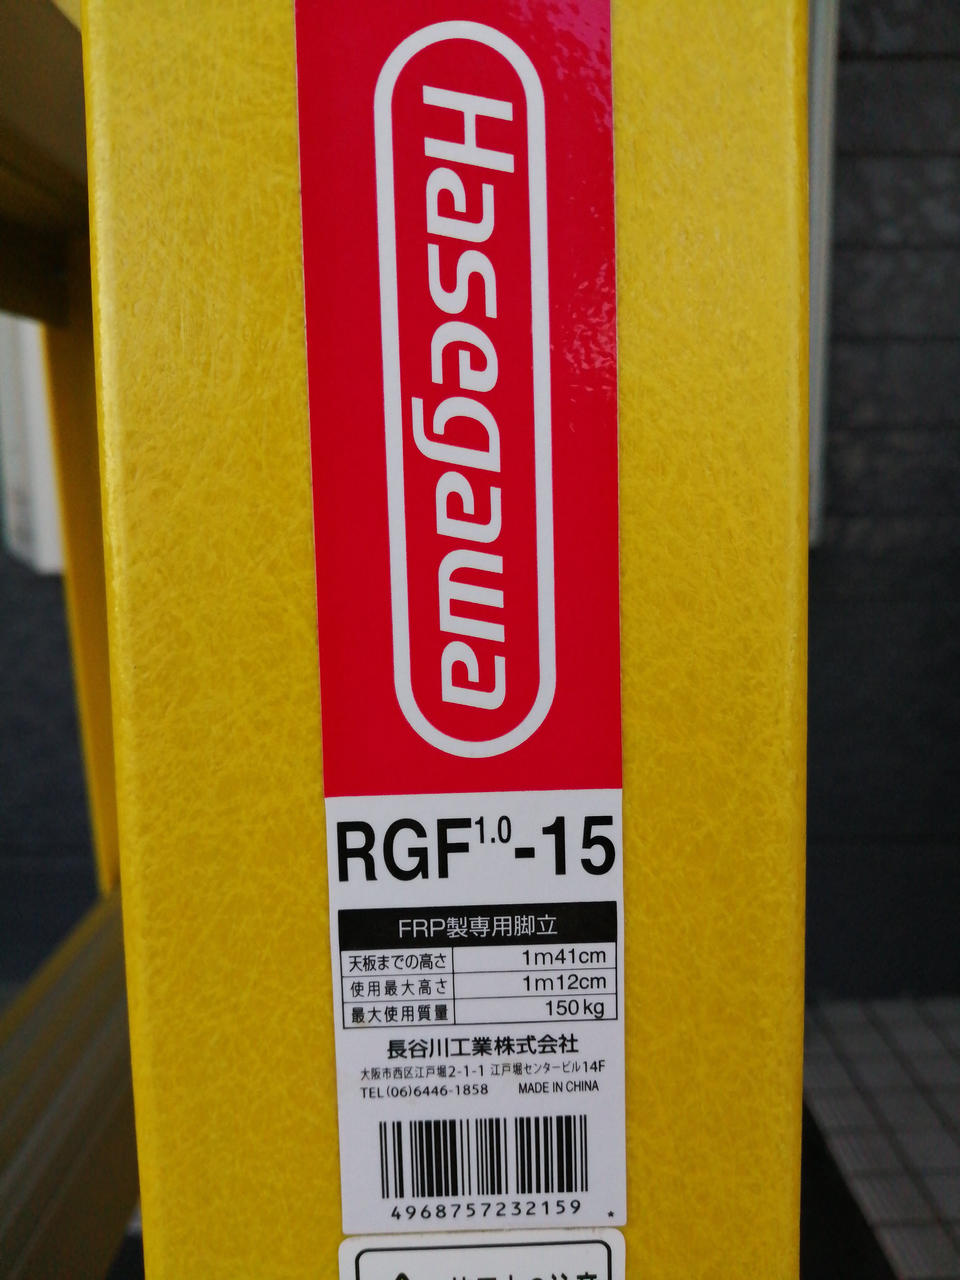 Hasegawa
RGF1.0-15
FRP製専用脚立
天板までの高さ 1m41cm
使用最大高さ 1m12cm
最大使用質量 150kg
長谷川工業株式会社
大阪市西区江戸堀2-1-1 江戸堀センタービル14F
TEL(06)6446-1858 MADE IN CHINA
4968757232159 *